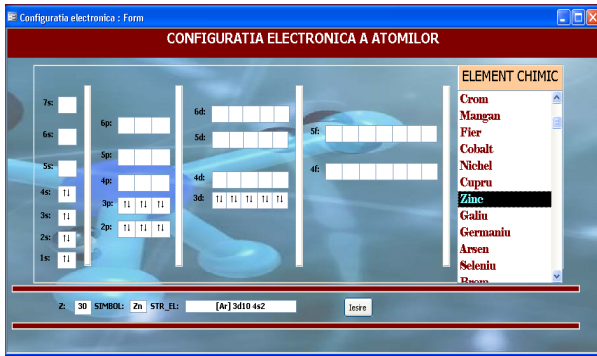 Configuratia electronica : Form
CONFIGURATIA ELECTRONICA A ATOMILOR
ELEMENT CHIMIC
7s:
6s:
5s:
4s: ↑↓
3s: ↑↓
2s: ↑↓
1s: ↑↓
6p:
5p:
4p:
3p: ↑↓ ↑↓ ↑↓
2p: ↑↓ ↑↓ ↑↓
6d:
5d:
4d:
3d: ↑↓ ↑↓ ↑↓ ↑↓ ↑↓
5f:
4f:
Crom
Mangan
Fier
Cobalt
Nichel
Cupru
Zinc
Galiu
Germaniu
Arsen
Seleniu
Brom
Z: 30 SIMBOL: Zn STR_EL: [Ar] 3d10 4s2 Iesire